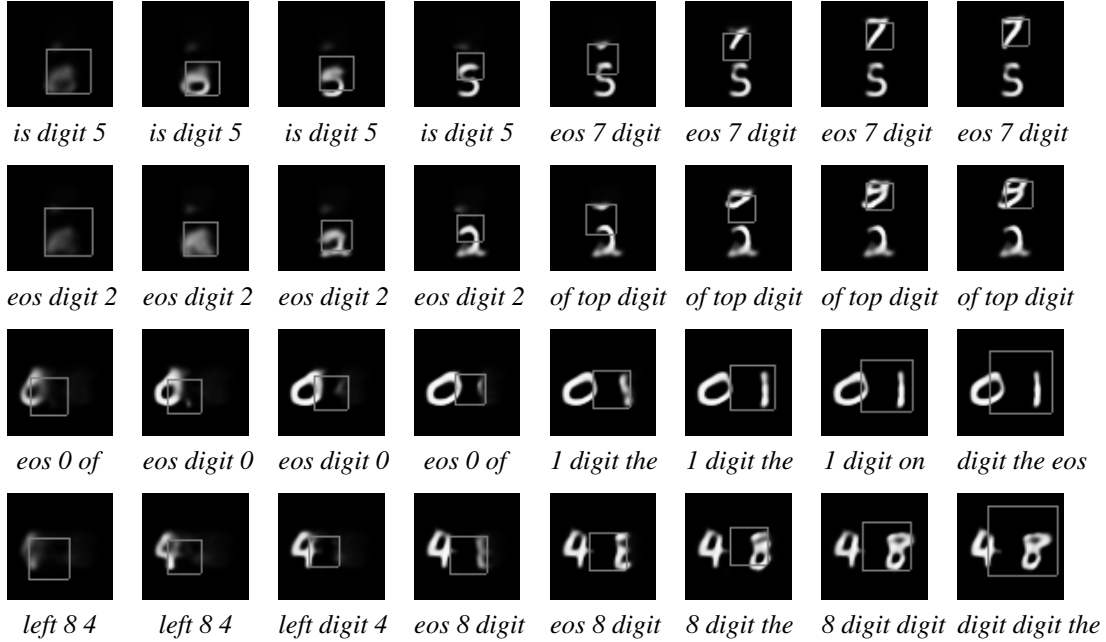 is digit 5 is digit 5 is digit 5 is digit 5 eos 7 digit eos 7 digit eos 7 digit eos 7 digit
eos digit 2 eos digit 2 eos digit 2 eos digit 2 of top digit of top digit of top digit of top digit
eos 0 of eos digit 0 eos digit 0 eos 0 of 1 digit the 1 digit the 1 digit on digit the eos
left 8 4 left 8 4 left digit 4 eos 8 digit eos 8 digit 8 digit the 8 digit digit digit digit the